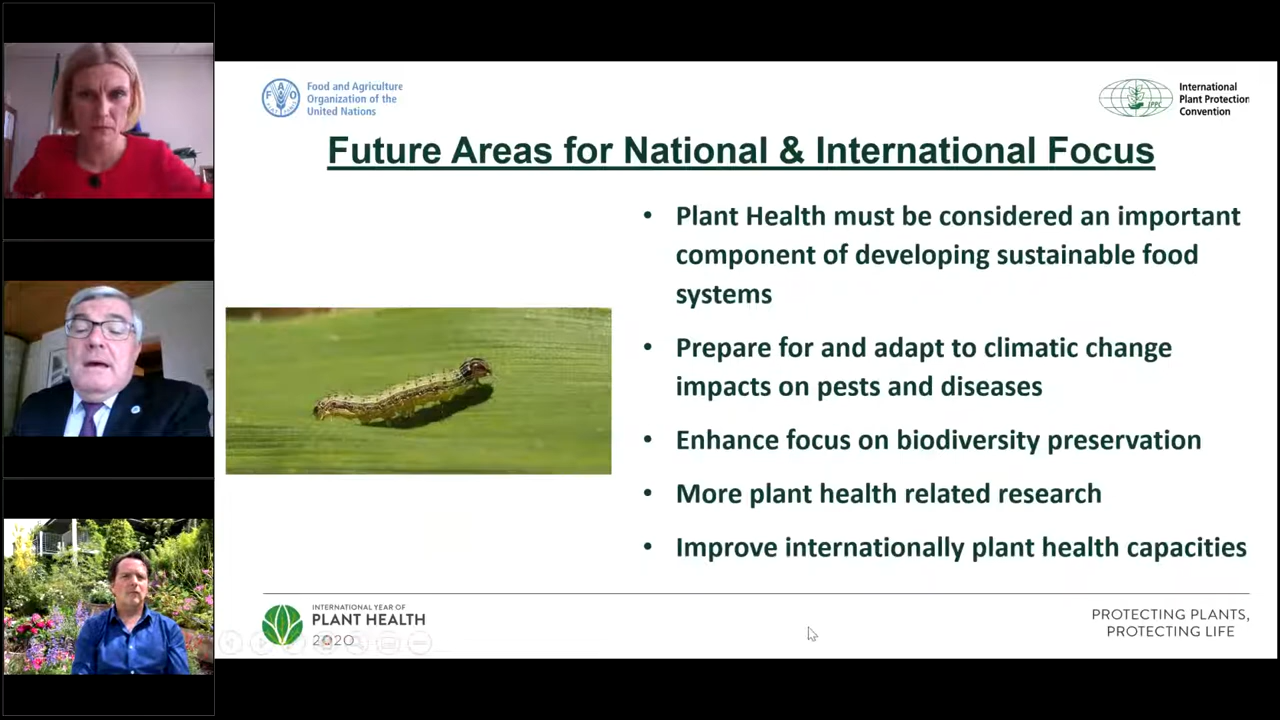 Food and Agriculture
Organization of the
United Nations
FAO
International
Plant Protection
Convention
IPPC
Future Areas for National & International Focus
• Plant Health must be considered an important
component of developing sustainable food
systems
• Prepare for and adapt to climatic change
impacts on pests and diseases
• Enhance focus on biodiversity preservation
• More plant health related research
• Improve internationally plant health capacities
INTERNATIONAL YEAR OF
PLANT HEALTH
2020
PROTECTING PLANTS,
PROTECTING LIFE